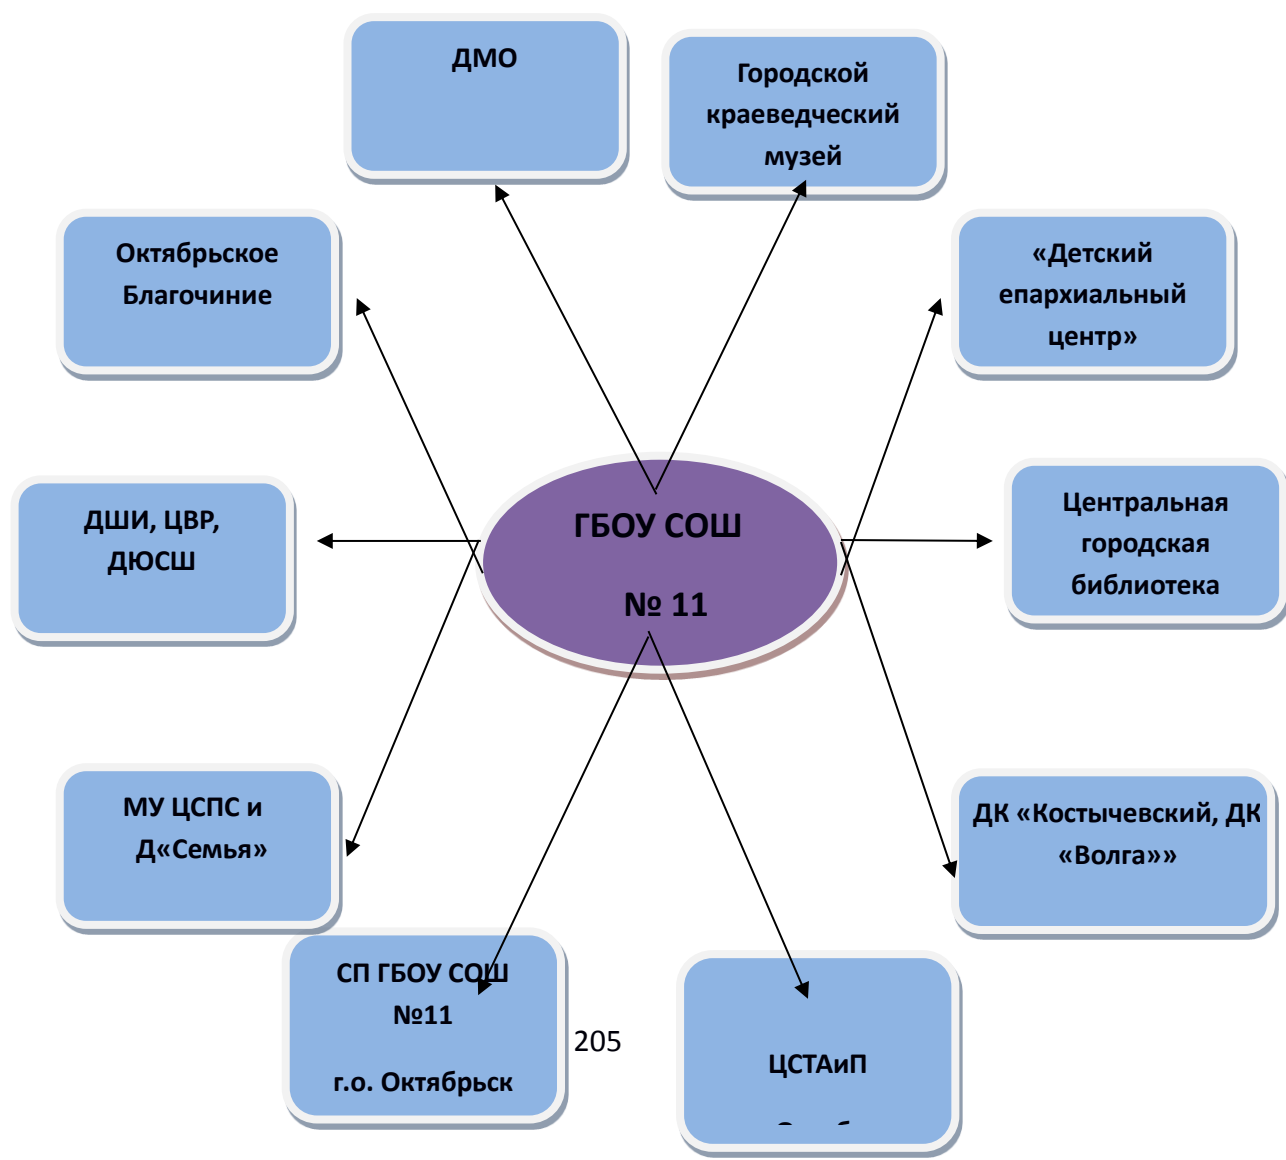 ДМО
Городской
краеведческий
музей
Октябрьское
Благочиние
«Детский
епархиальный
центр»
ДШИ, ЦВР,
ДЮСШ
ГБОУ СОШ
№ 11
Центральная
городская
библиотека
МУ ЦСПС и
Д«Семья»
ДК «Костычевский, ДК
«Волга»»
СП ГБОУ СОШ
№11
г.о. Октябрьск
205
ЦСТАиП